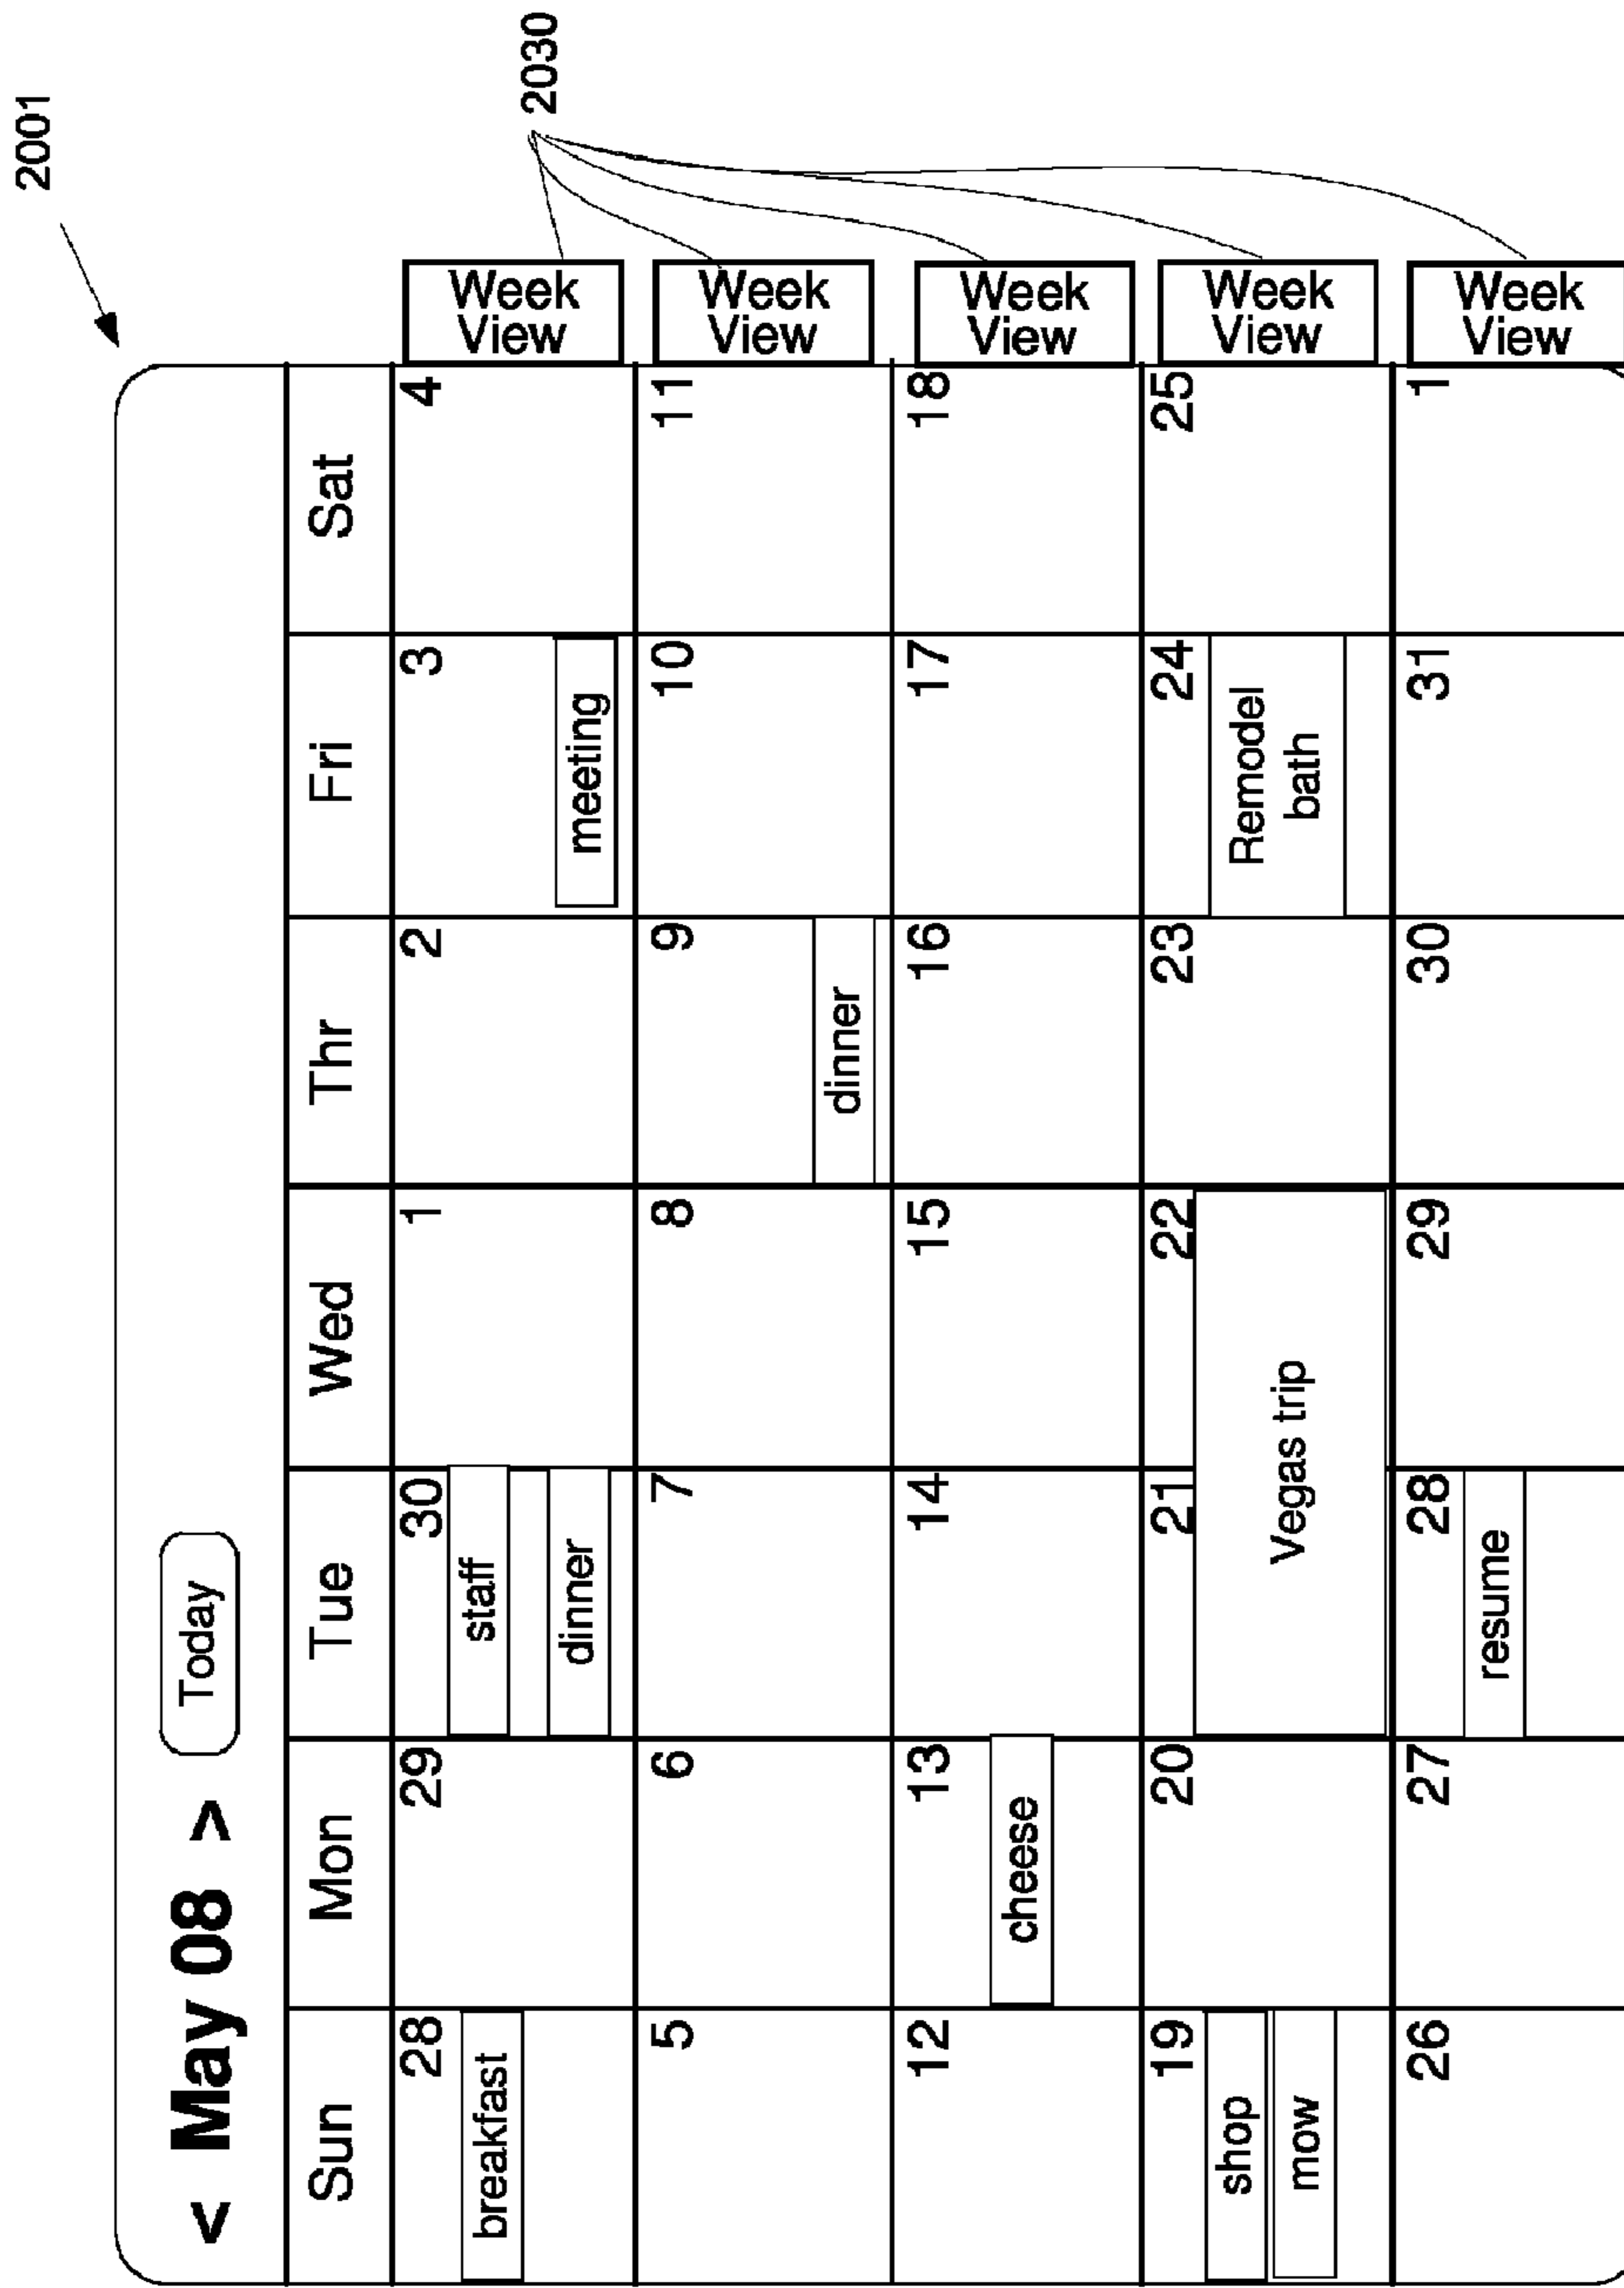 2001
< May 08 > Today
Sun Mon Tue Wed Thr Fri Sat
2030
28 29 30 1 2 3 4
breakfast staff dinner meeting
Week
View
5 6 7 8 9 10 11
dinner
Week
View
12 13 14 15 16 17 18
cheese
Week
View
19 20 21 22 23 24 25
shop
mow
Vegas trip
Remodel
bath
Week
View
26 27 28 29 30 31 1
resume
Week
View